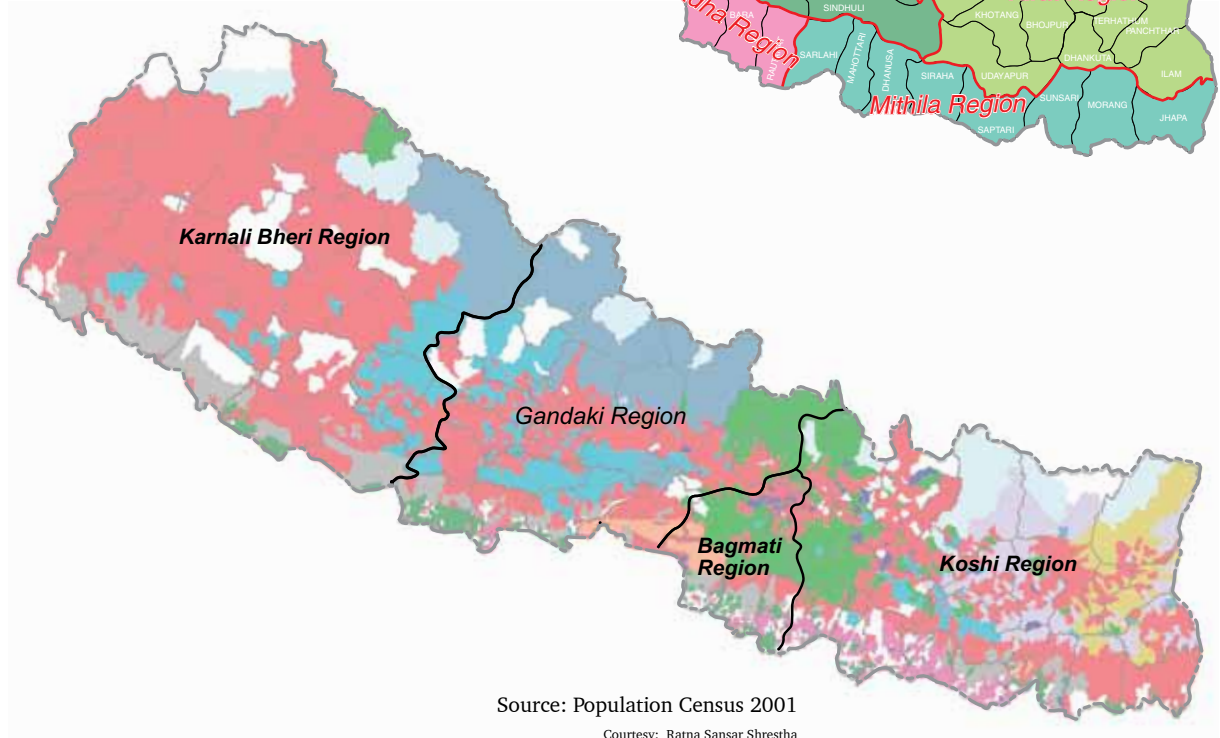 SINDHULI
BARA
KHOTANG
BHOJPUR
TERHATHUM
PANCHTHAR
SARLAHI
MAHOTTARI
DHANUSA
DHANKUTA
SIRAHA
UDAYAPUR
ILAM
Mithila Region
SUNSARI
MORANG
JHAPA
SAPTARI
Region
Karnali Bheri Region
Gandaki Region
Bagmati
Region
Koshi Region
Source: Population Census 2001
Courtesy: Ratna Sansar Shrestha